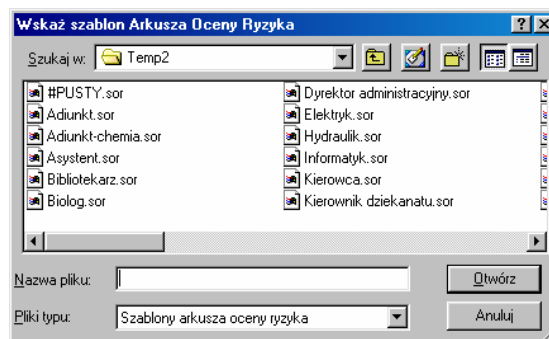 Wskaż szablon Arkusza Oceny Ryzyka
Szukaj w: Temp2
#PUSTY.sor
Adiunkt.sor
Adiunkt-chemia.sor
Asystent.sor
Bibliotekarz.sor
Biolog.sor
Dyrektor administracyjny.sor
Elektryk.sor
Hydraulik.sor
Informatyk.sor
Kierowca.sor
Kierownik dziekanatu.sor
Nazwa pliku:
Otwórz
Pliki typu: Szablony arkusza oceny ryzyka
Anuluj